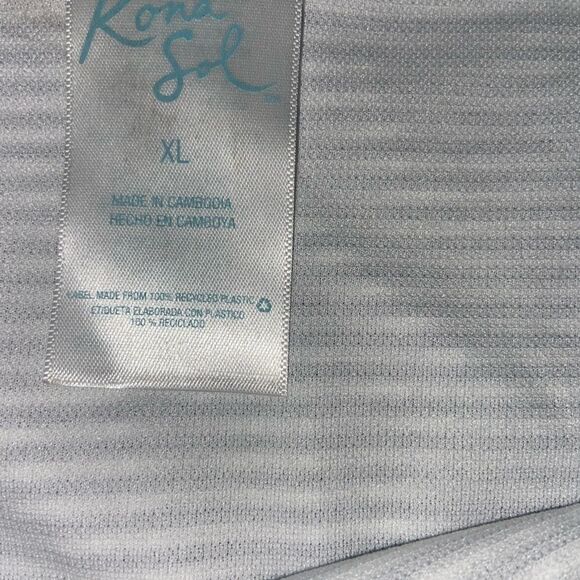 Kona
Sol
XL
MADE IN CAMBODIA
HECHO EN CAMBOYA
LABEL MADE FROM 100% RECYCLED PLASTIC
ETIQUETA ELABORADA CON PLÁSTICO
100 % RECICLADO